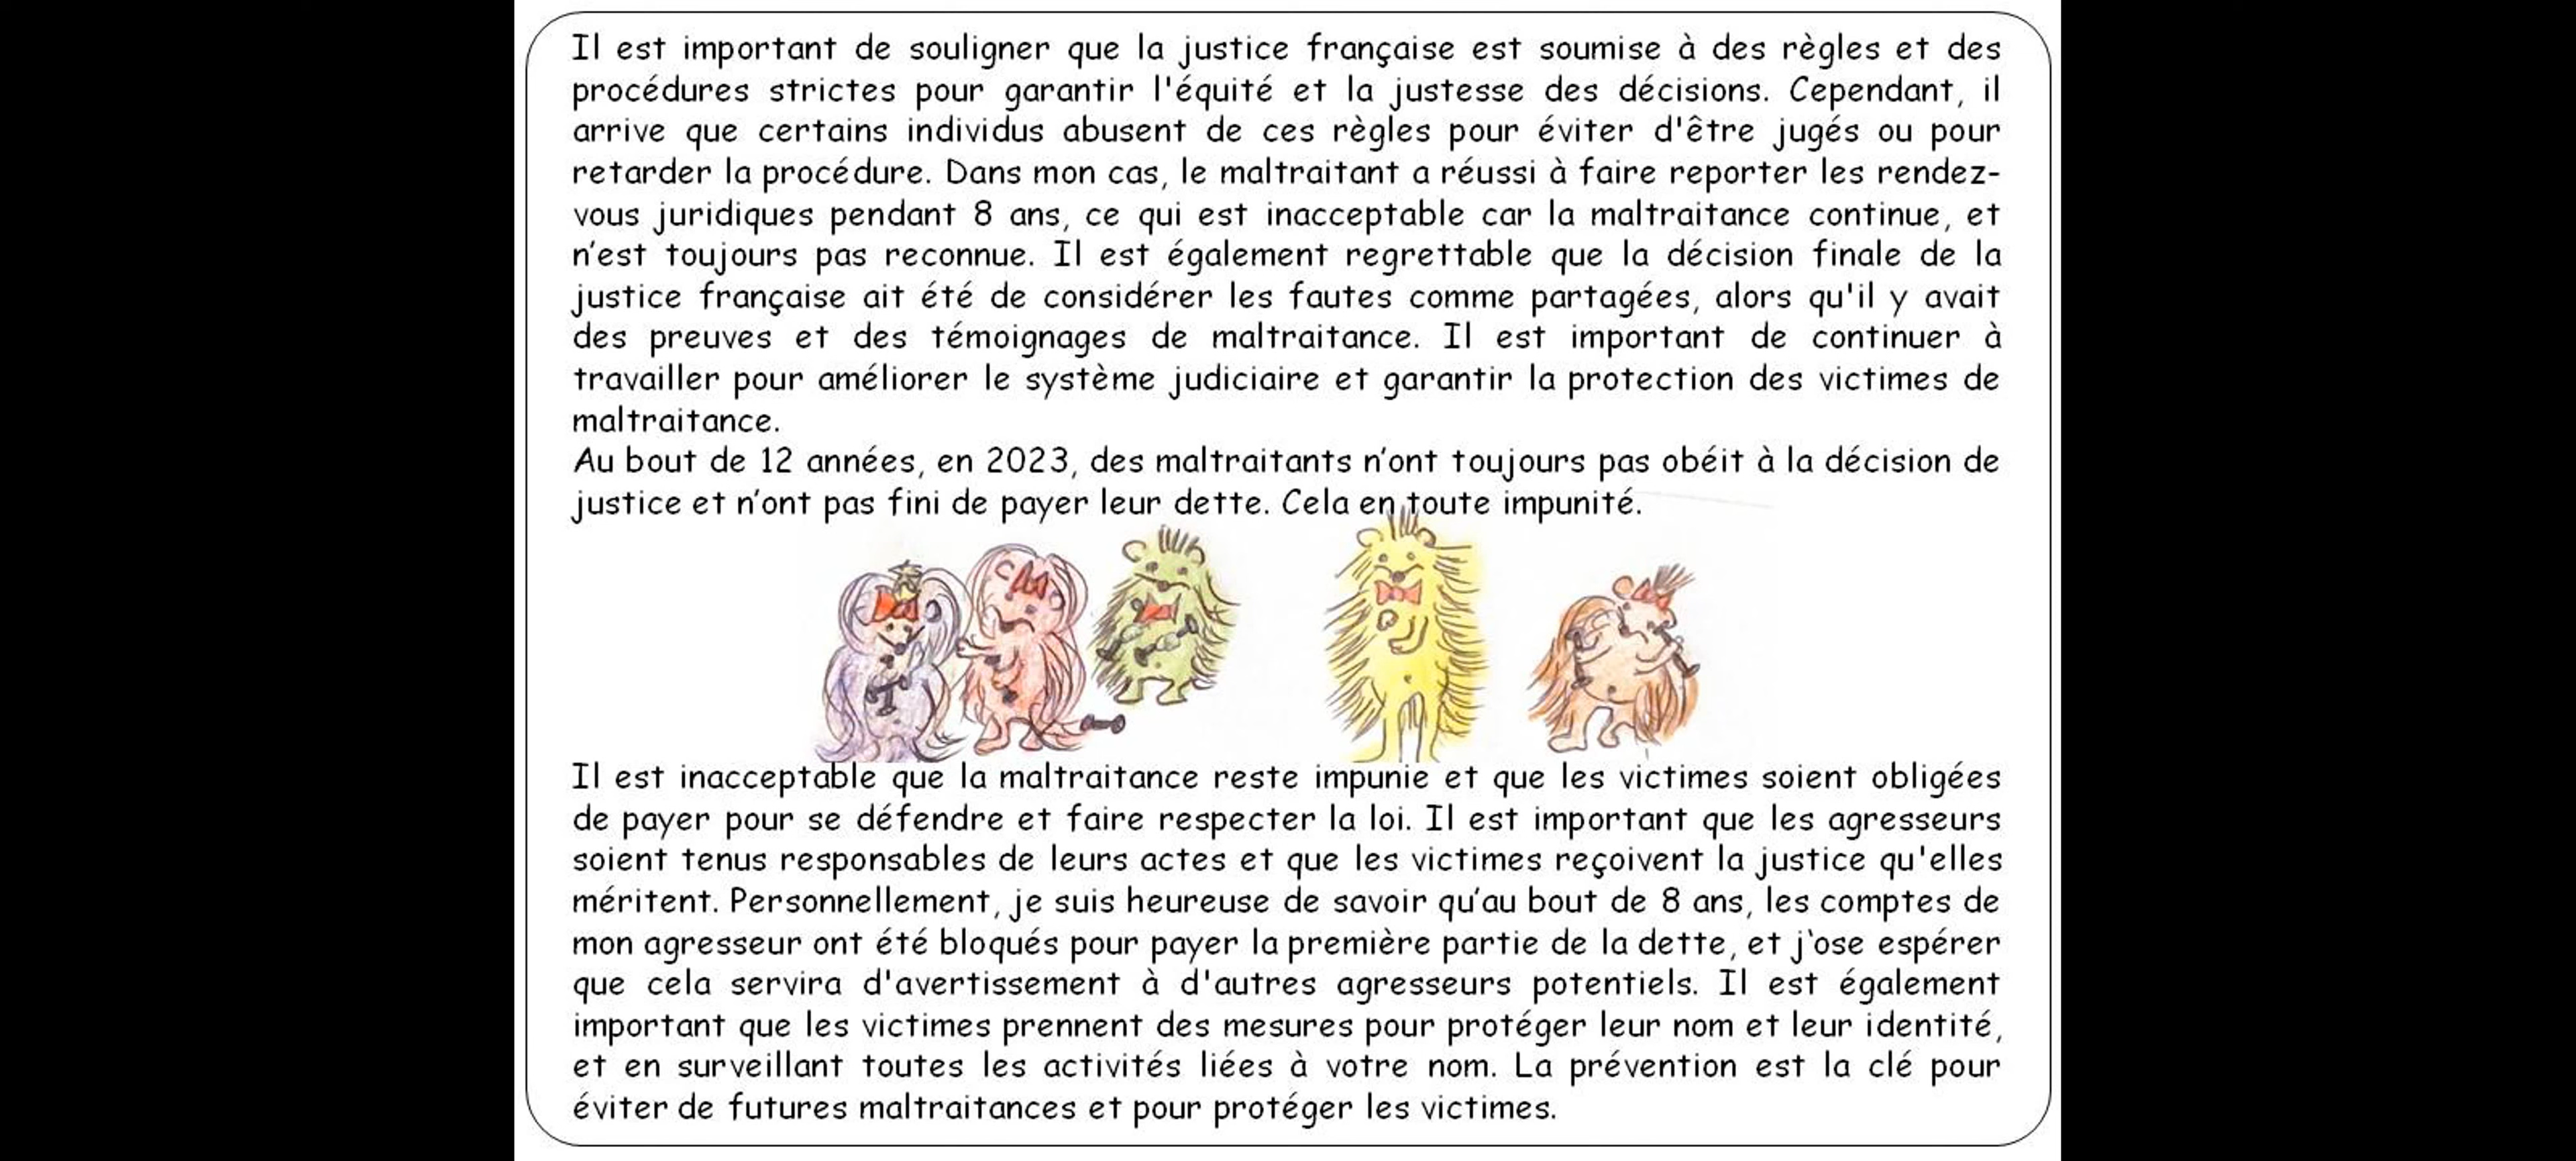 Il est important de souligner que la justice française est soumise à des règles et des
procédures strictes pour garantir l'équité et la justesse des décisions. Cependant, il
arrive que certains individus abusent de ces règles pour éviter d'être jugés ou pour
retarder la procédure. Dans mon cas, le maltraitant a réussi à faire reporter les rendez-
vous juridiques pendant 8 ans, ce qui est inacceptable car la maltraitance continue, et
n’est toujours pas reconnue. Il est également regrettable que la décision finale de la
justice française ait été de considérer les fautes comme partagées, alors qu'il y avait
des preuves et des témoignages de maltraitance. Il est important de continuer à
travailler pour améliorer le système judiciaire et garantir la protection des victimes de
maltraitance.
Au bout de 12 années, en 2023, des maltraitants n’ont toujours pas obéit à la décision de
justice et n’ont pas fini de payer leur dette. Cela en toute impunité.
Il est inacceptable que la maltraitance reste impunie et que les victimes soient obligées
de payer pour se défendre et faire respecter la loi. Il est important que les agresseurs
soient tenus responsables de leurs actes et que les victimes reçoivent la justice qu'elles
méritent. Personnellement, je suis heureuse de savoir qu’au bout de 8 ans, les comptes de
mon agresseur ont été bloqués pour payer la première partie de la dette, et j‘ose espérer
que cela servira d'avertissement à d'autres agresseurs potentiels. Il est également
important que les victimes prennent des mesures pour protéger leur nom et leur identité,
et en surveillant toutes les activités liées à votre nom. La prévention est la clé pour
éviter de futures maltraitances et pour protéger les victimes.